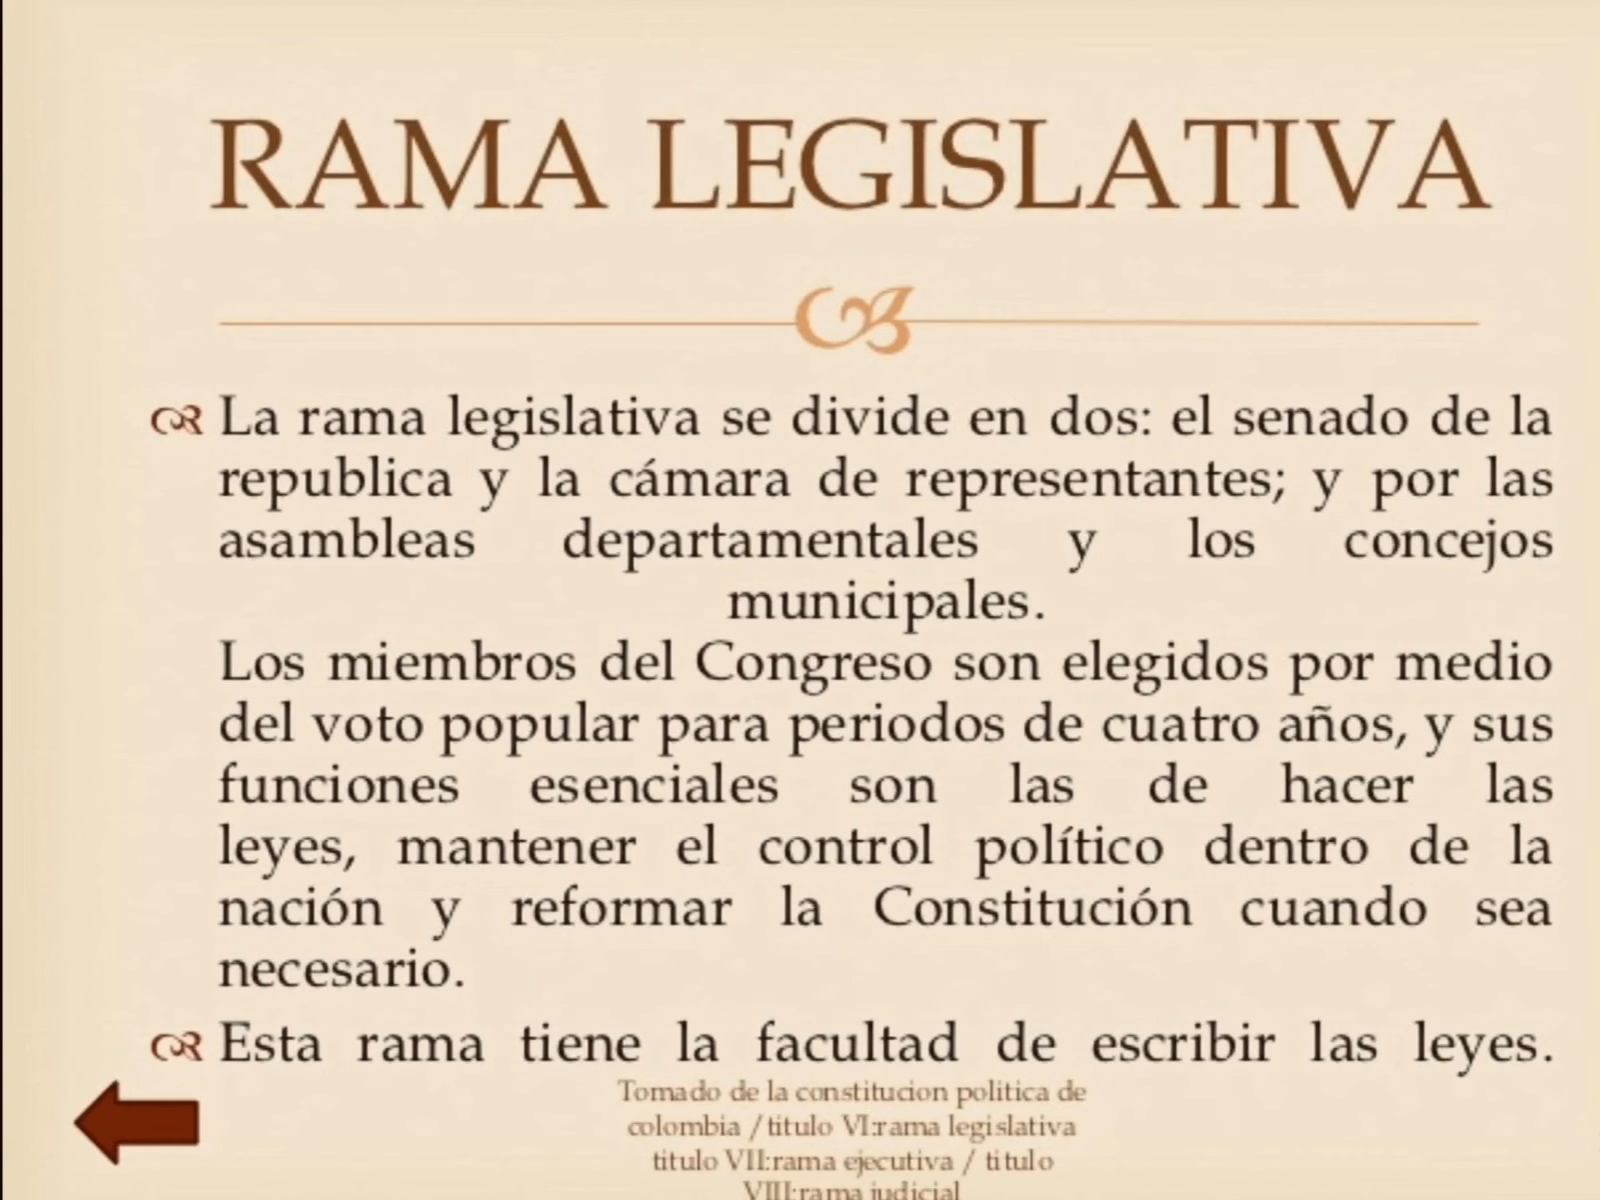 RAMA LEGISLATIVA
La rama legislativa se divide en dos: el senado de la
republica y la cámara de representantes; y por las
asambleas departamentales y los concejos
municipales.
Los miembros del Congreso son elegidos por medio
del voto popular para periodos de cuatro años, y sus
funciones esenciales son las de hacer las
leyes, mantener el control político dentro de la
nación y reformar la Constitución cuando sea
necesario.
Esta rama tiene la facultad de escribir las leyes.
Tomado de la constitucion politica de
colombia / titulo VI:rama legislativa
titulo VII:rama ejecutiva / titulo
VIII:rama judicial